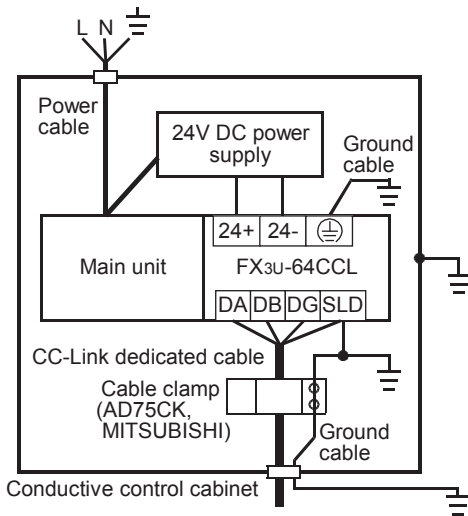 L N
Power
cable
24V DC power
supply
Ground
cable
24+ 24-
Main unit
FX3U-64CCL
DA DB DG SLD
CC-Link dedicated cable
Cable clamp
(AD75CK,
MITSUBISHI)
Ground
cable
Conductive control cabinet